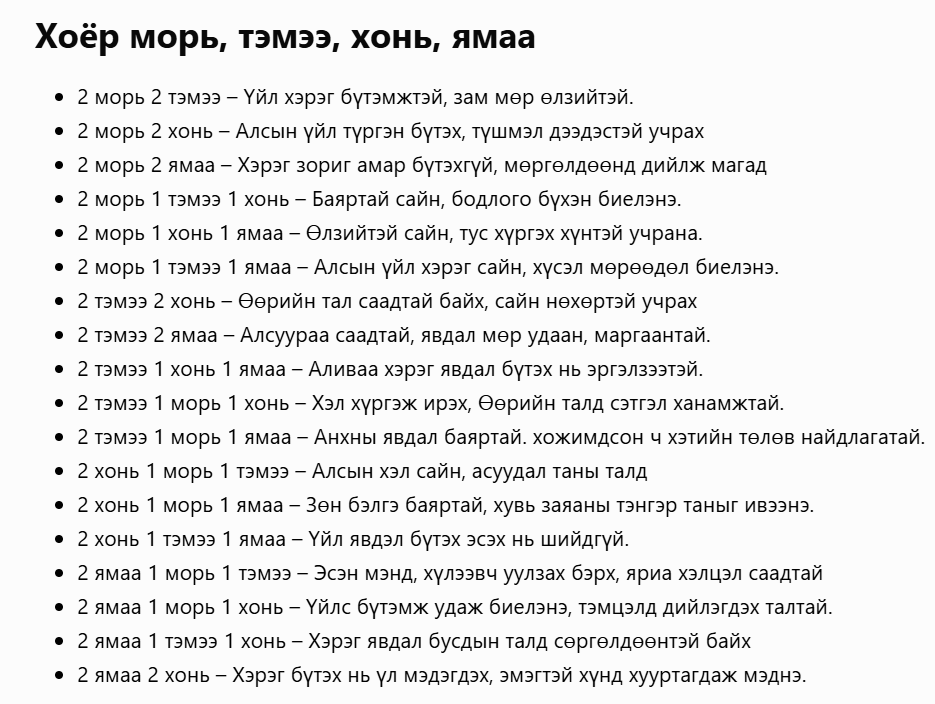 Хоёр морь, тэмээ, хонь, ямаа
• 2 морь 2 тэмээ – Үйл хэрэг бүтэмжтэй, зам мөр өлзийтэй.
• 2 морь 2 хонь – Алсын үйл түргэн бүтэх, түшмэл дээдэстэй учрах
• 2 морь 2 ямаа – Хэрэг зориг амар бүтэхгүй, мөргөлдөөнд дийлж магад
• 2 морь 1 тэмээ 1 хонь – Баяртай сайн, бодлого бүхэн биелэнэ.
• 2 морь 1 хонь 1 ямаа – Өлзийтэй сайн, тус хүргэх хүнтэй учрана.
• 2 морь 1 тэмээ 1 ямаа – Алсын үйл хэрэг сайн, хүсэл мөрөөдөл биелэнэ.
• 2 тэмээ 2 хонь – Өөрийн тал саадтай байх, сайн нөхөртэй учрах
• 2 тэмээ 2 ямаа – Алсуураа саадтай, явдал мөр удаан, маргаантай.
• 2 тэмээ 1 хонь 1 ямаа – Аливаа хэрэг явдал бүтэх нь эргэлзээтэй.
• 2 тэмээ 1 морь 1 хонь – Хэл хүргэж ирэх, Өөрийн талд сэтгэл ханамжтай.
• 2 тэмээ 1 морь 1 ямаа – Анхны явдал баяртай. хожимдсон ч хэтийн төлөв найдлагатай.
• 2 хонь 1 морь 1 тэмээ – Алсын хэл сайн, асуудал таны талд
• 2 хонь 1 морь 1 ямаа – Зөн бэлгэ баяртай, хувь заяаны тэнгэр таныг ивээнэ.
• 2 хонь 1 тэмээ 1 ямаа – Үйл явдэл бүтэх эсэх нь шийдгүй.
• 2 ямаа 1 морь 1 тэмээ – Эсэн мэнд, хүлээвч уулзах бэрх, яриа хэлцэл саадтай
• 2 ямаа 1 морь 1 хонь – Үйлс бүтэмж удаж биелэнэ, тэмцэлд дийлэгдэх талтай.
• 2 ямаа 1 тэмээ 1 хонь – Хэрэг явдал бусдын талд сөргөлдөөнтэй байх
• 2 ямаа 2 хонь – Хэрэг бүтэх нь үл мэдэгдэх, эмэгтэй хүнд хууртагдаж мэднэ.